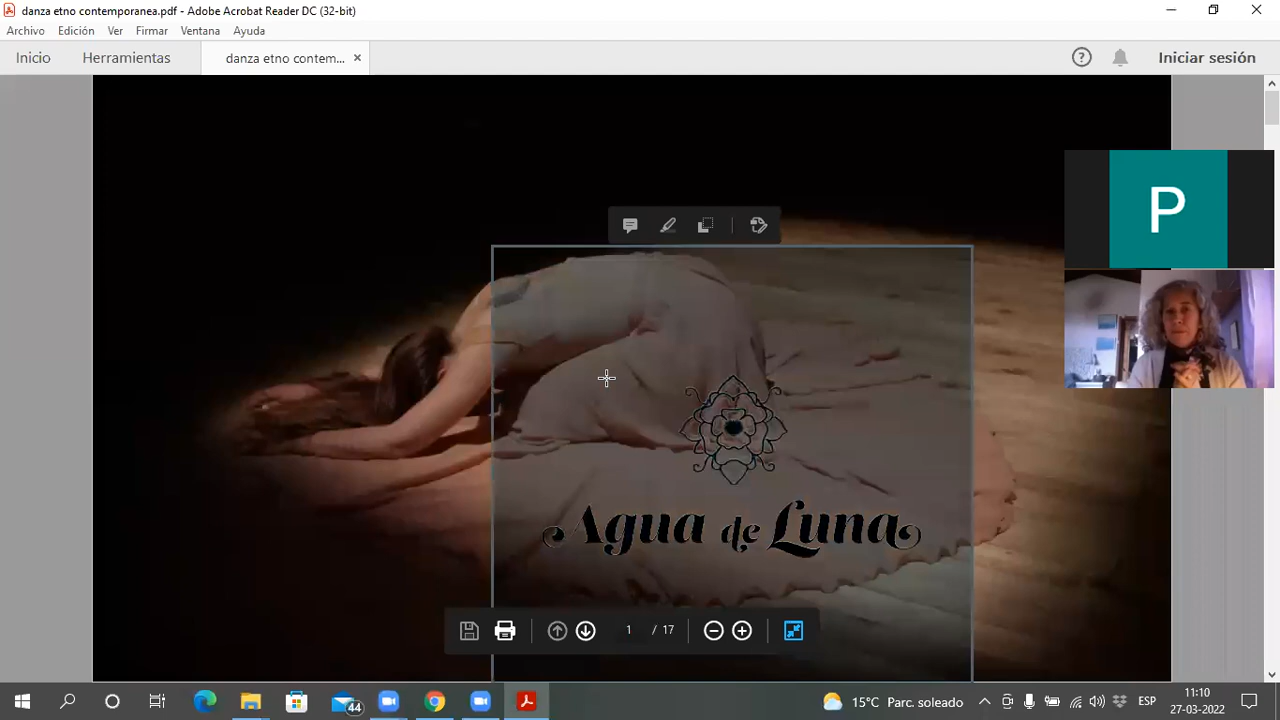 danza etno contemporanea.pdf - Adobe Acrobat Reader DC (32-bit)
Archivo Edición Ver Firmar Ventana Ayuda
Inicio Herramientas danza etno contem... Iniciar sesión
P
Agua de Luna
1 / 17
44 15°C Parc. soleado ESP 11:10
27-03-2022